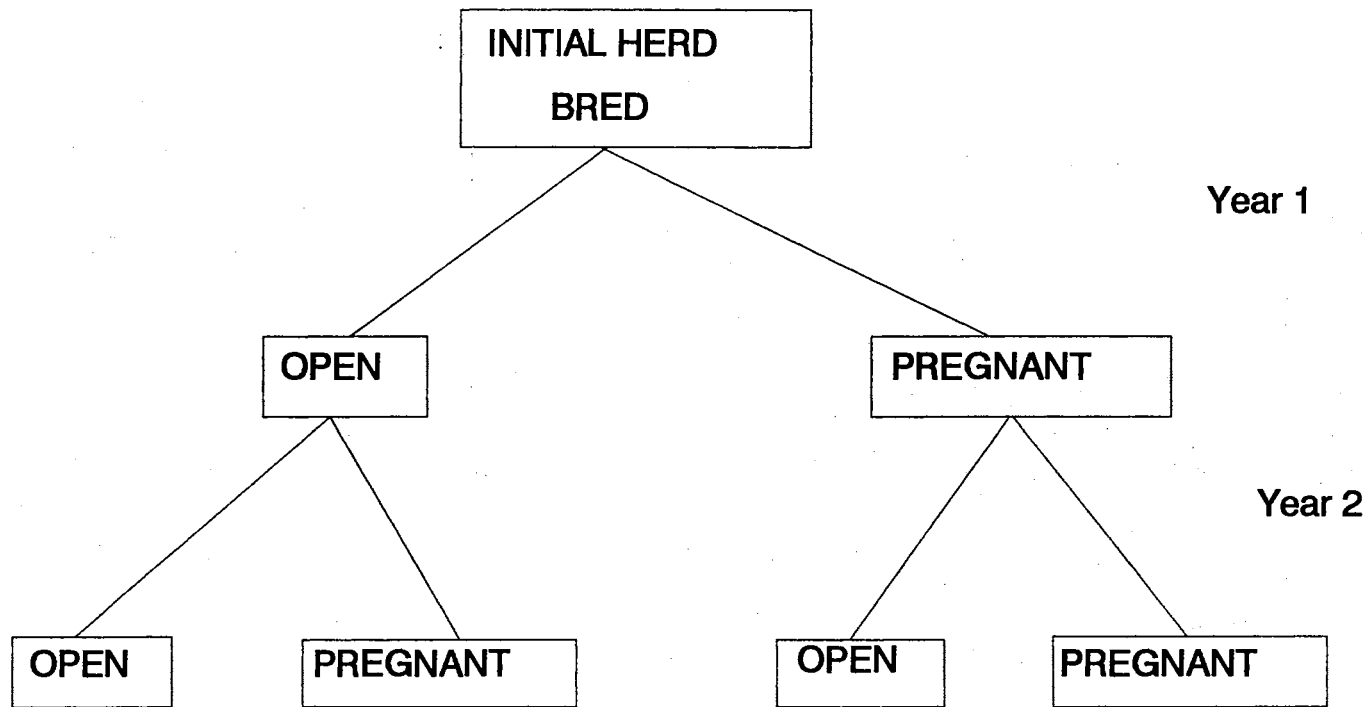 INITIAL HERD
BRED
Year 1
OPEN
PREGNANT
Year 2
OPEN
PREGNANT
OPEN
PREGNANT